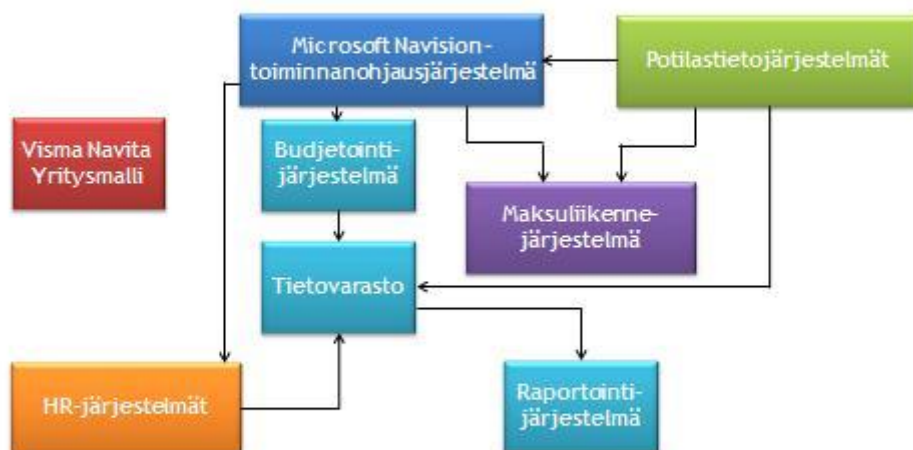 Microsoft Navision-
toiminnanohjausjärjestelmä
Potilastietojärjestelmät
Visma Navita
Yritysmalli
Budjetointi-
järjestelmä
Maksuliikenne-
järjestelmä
Tietovarasto
HR-järjestelmät
Raportointi-
järjestelmä